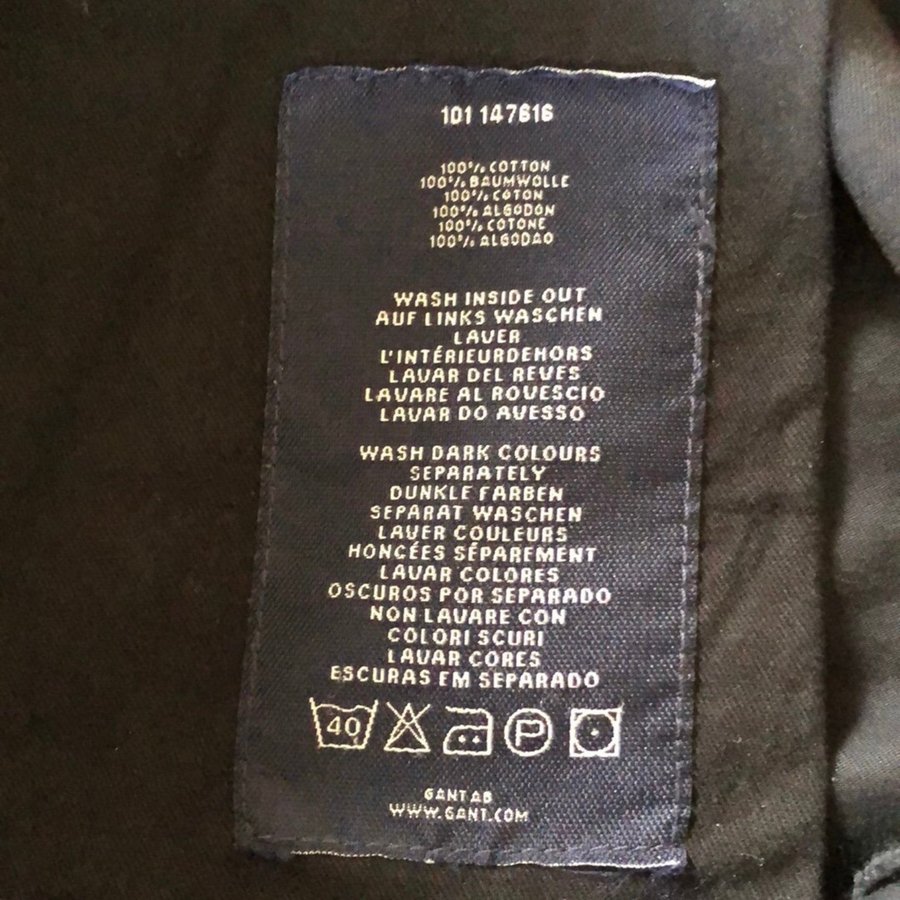 101 147616
100% COTTON
100% BAUMWOLLE
100% COTON
100% ALGODON
100% COTONE
100% ALGODAO
WASH INSIDE OUT
AUF LINKS WASCHEN
LAVER
L'INTÉRIEURDEHORS
LAVAR DEL REVES
LAVARE AL ROVESCIO
LAVAR DO AVESSO
WASH DARK COLOURS
SEPARATELY
DUNKLE FARBEN
SEPARAT WASCHEN
LAVER COULEURS
HONCÉES SÉPAREMENT
LAVAR COLORES
OSCUROS POR SEPARADO
NON LAVARE CON
COLORI SCURI
LAVAR CORES
ESCURAS EM SEPARADO
40 P
GANT AB
WWW.GANT.COM